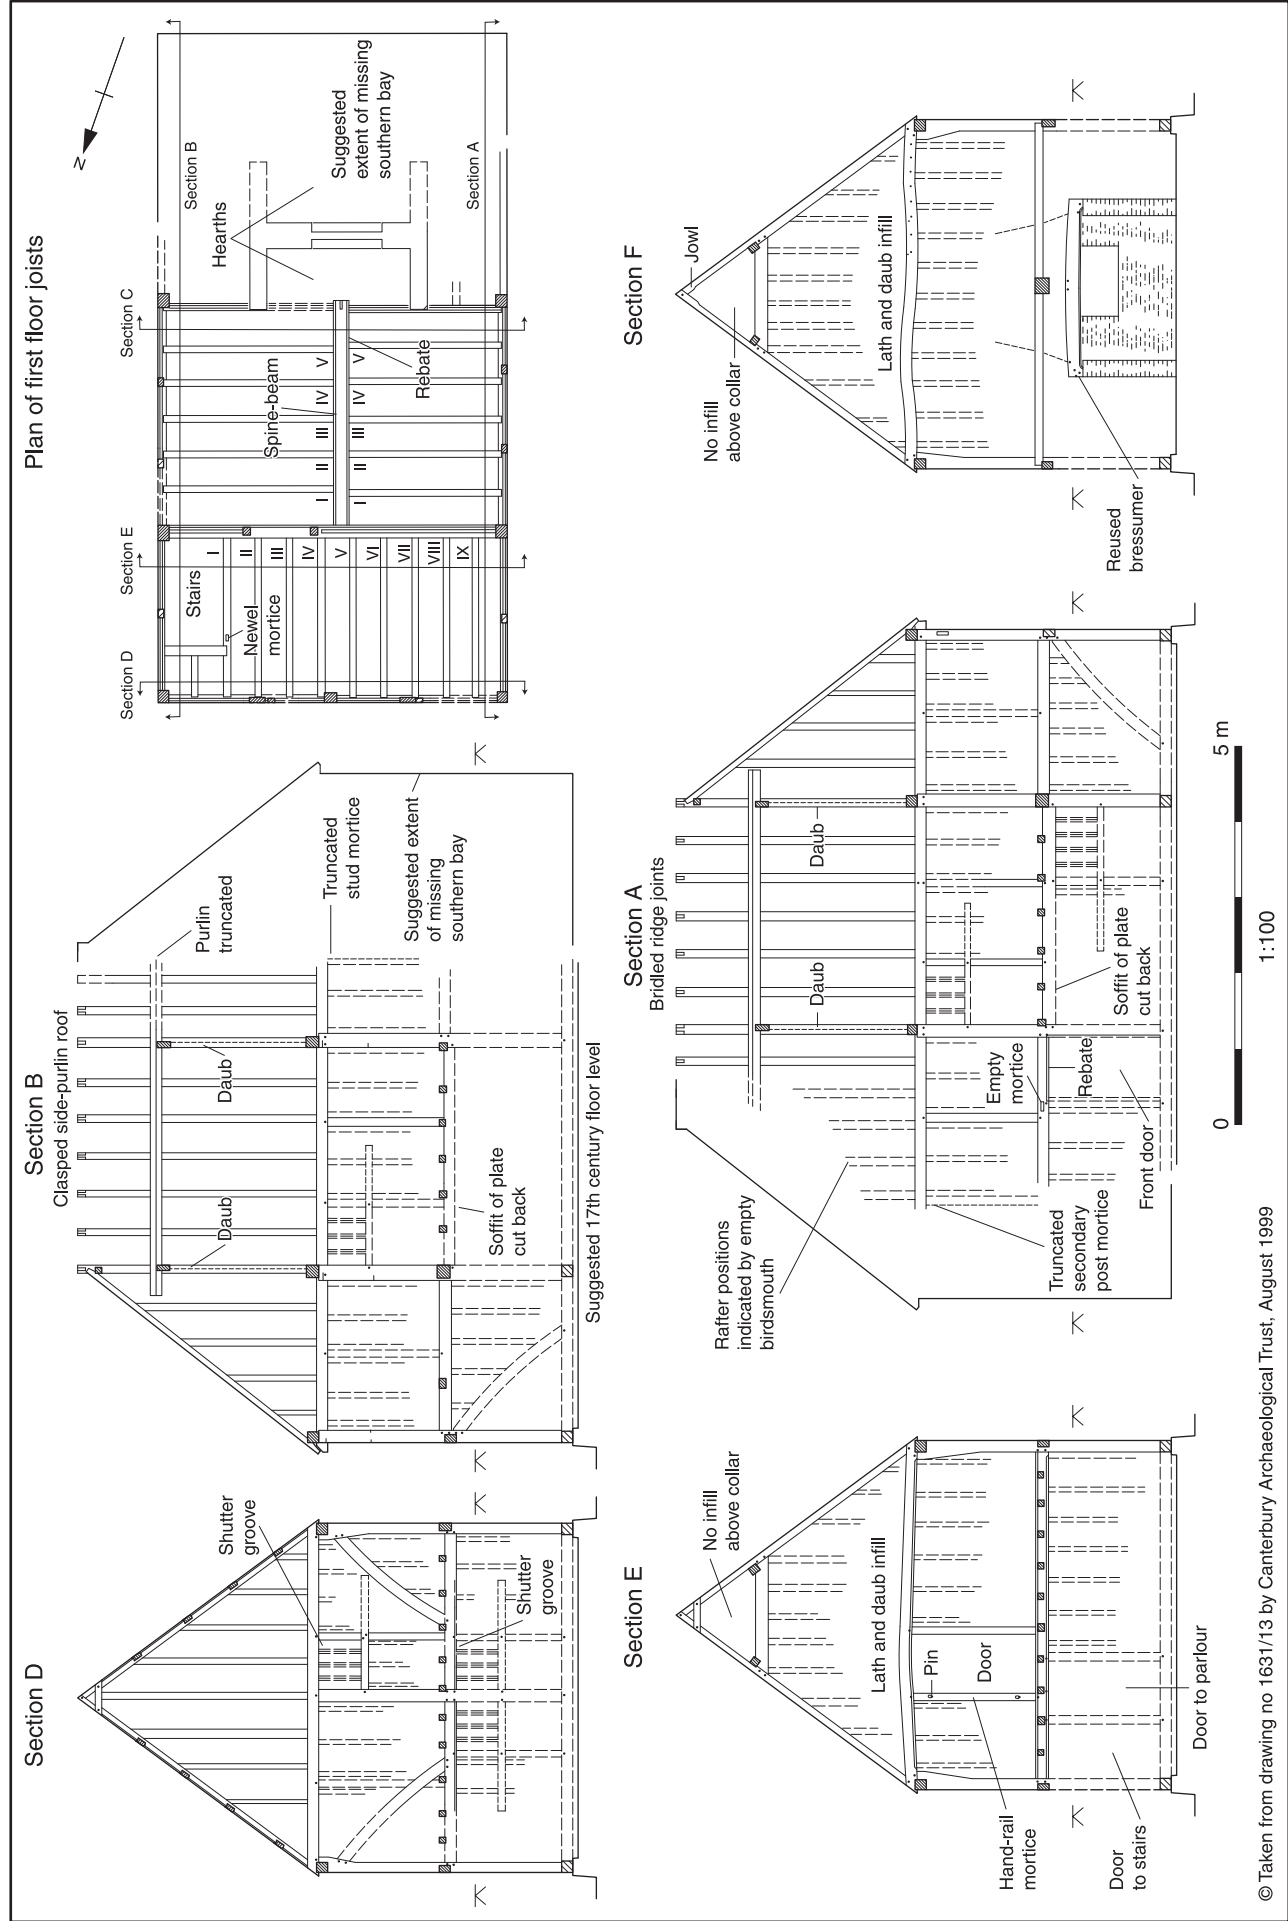 Section D
Shutter
groove
Shutter
groove
Section B
Clasped side-purlin roof
Purlin
truncated
Daub
Daub
Truncated
stud mortice
Suggested extent
of missing
southern bay
Soffit of plate
cut back
Suggested 17th century floor level
Plan of first floor joists
N
Section D
Section E
Section C
Stairs
Newel
mortice
I
II
III
IV
V
VI
VII
VIII
IX
Spine-beam
I
II
III
IV
V
I
II
III
IV
V
Rebate
Hearths
Suggested
extent of missing
southern bay
Section B
Section A
Section E
No infill
above collar
Lath and daub infill
Pin
Door
Hand-rail
mortice
Door
to stairs
Door to parlour
Section A
Bridled ridge joints
Daub
Daub
Rafter positions
indicated by empty
birdsmouth
Empty
mortice
Rebate
Soffit of plate
cut back
Truncated
secondary
post mortice
Front door
Section F
Jowl
No infill
above collar
Lath and daub infill
Reused
bressumer
0
5 m
1:100
© Taken from drawing no 1631/13 by Canterbury Archaeological Trust, August 1999